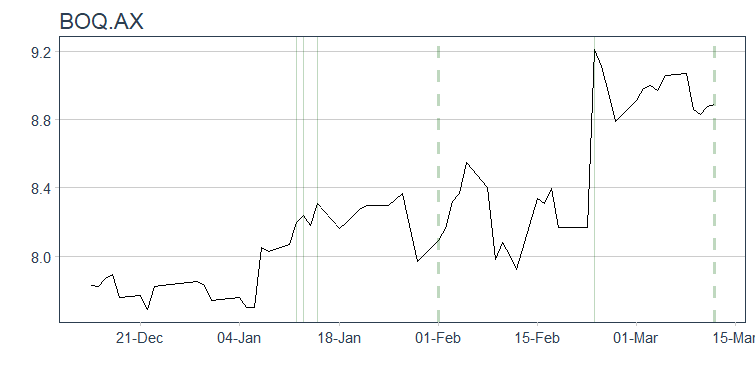 BOQ.AX
9.2
8.8
8.4
8.0
21-Dec
04-Jan
18-Jan
01-Feb
15-Feb
01-Mar
15-Mar